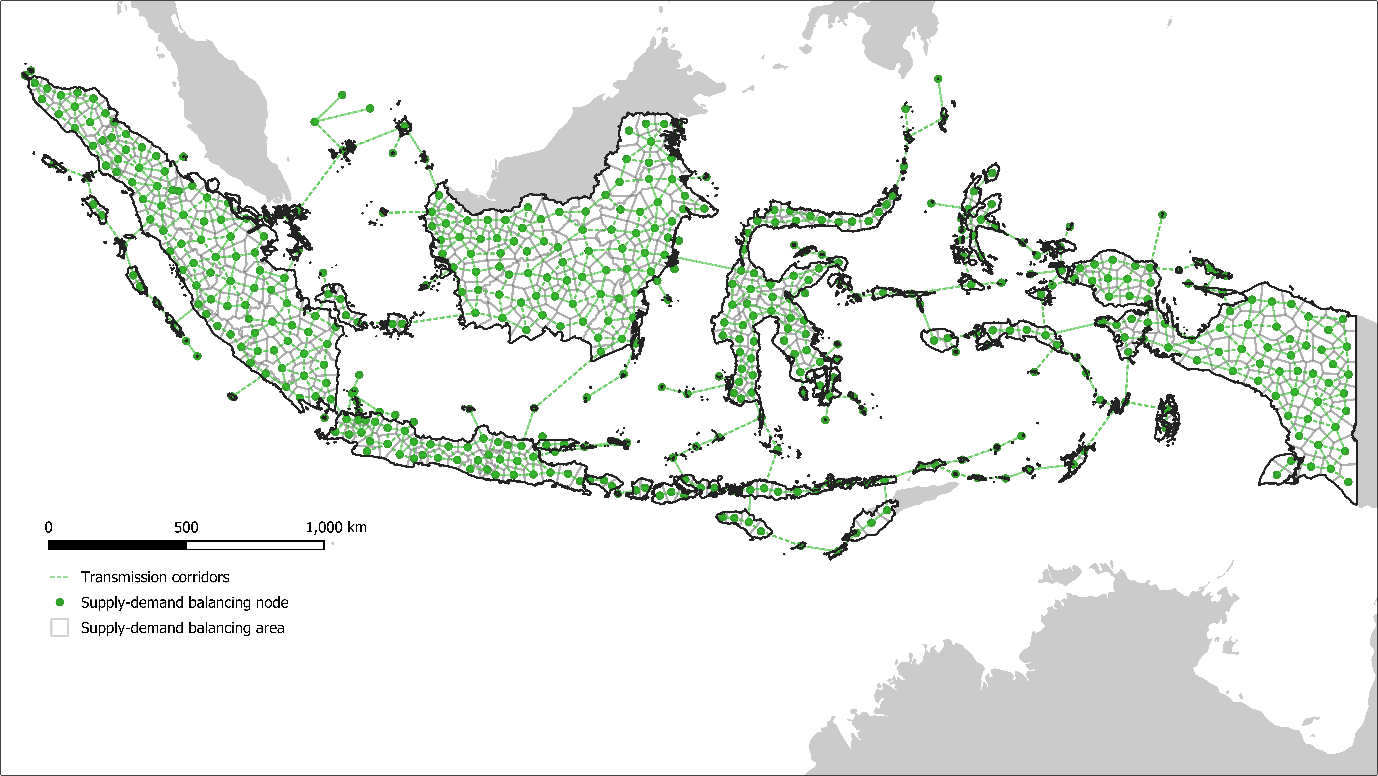 0 500 1,000 km
Transmission corridors
Supply-demand balancing node
Supply-demand balancing area